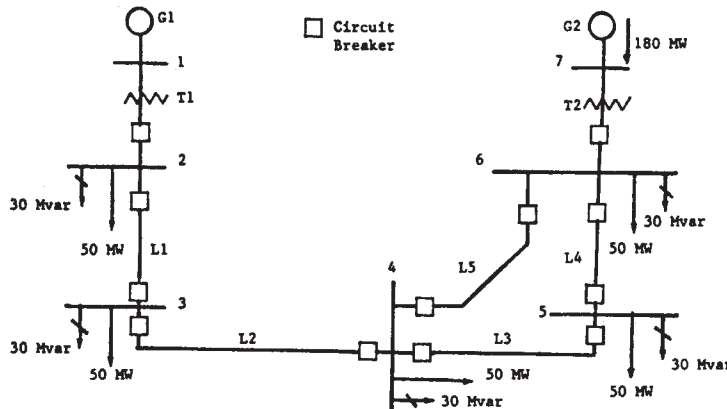 G1
Circuit
Breaker
G2
180 MW
1
7
T1
T2
2
6
30 Mvar
50 MW
L1
30 Mvar
50 MW
L5
L4
4
3
5
30 Mvar
50 MW
L2
L3
50 MW
30 Mvar
50 MW
30 Mvar